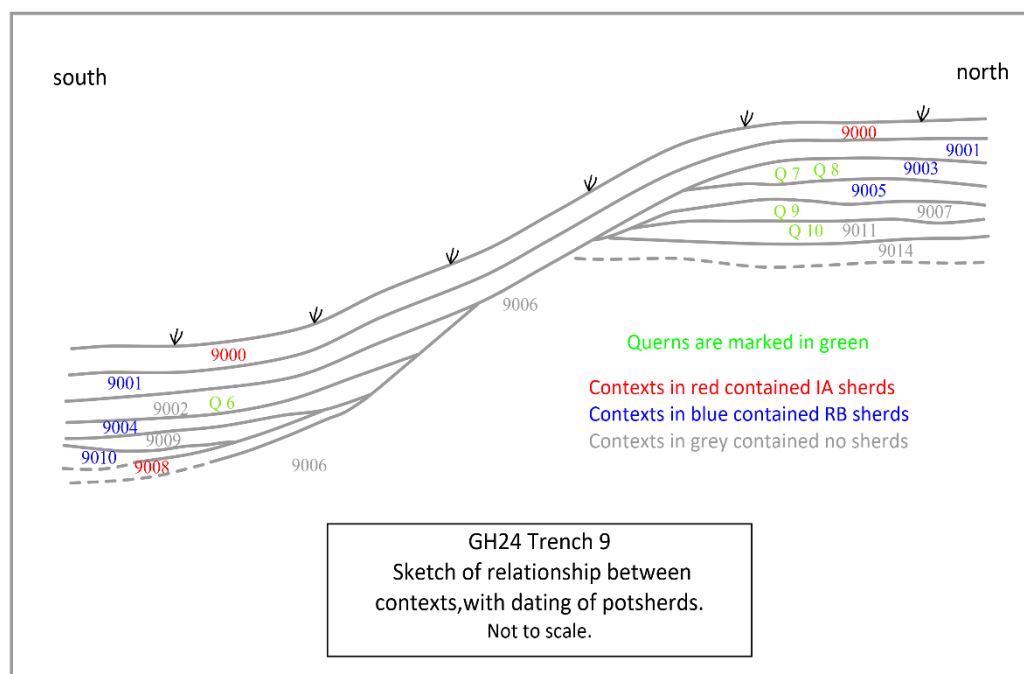 south
north
9000
9001
Q 7
Q 8
9003
9005
Q 9
9007
Q 10
9011
9014
9006
9000
9001
9002
Q 6
9004
9009
9010
9008
9006
Querns are marked in green
Contexts in red contained IA sherds
Contexts in blue contained RB sherds
Contexts in grey contained no sherds
GH24 Trench 9
Sketch of relationship between
contexts,with dating of potsherds.
Not to scale.